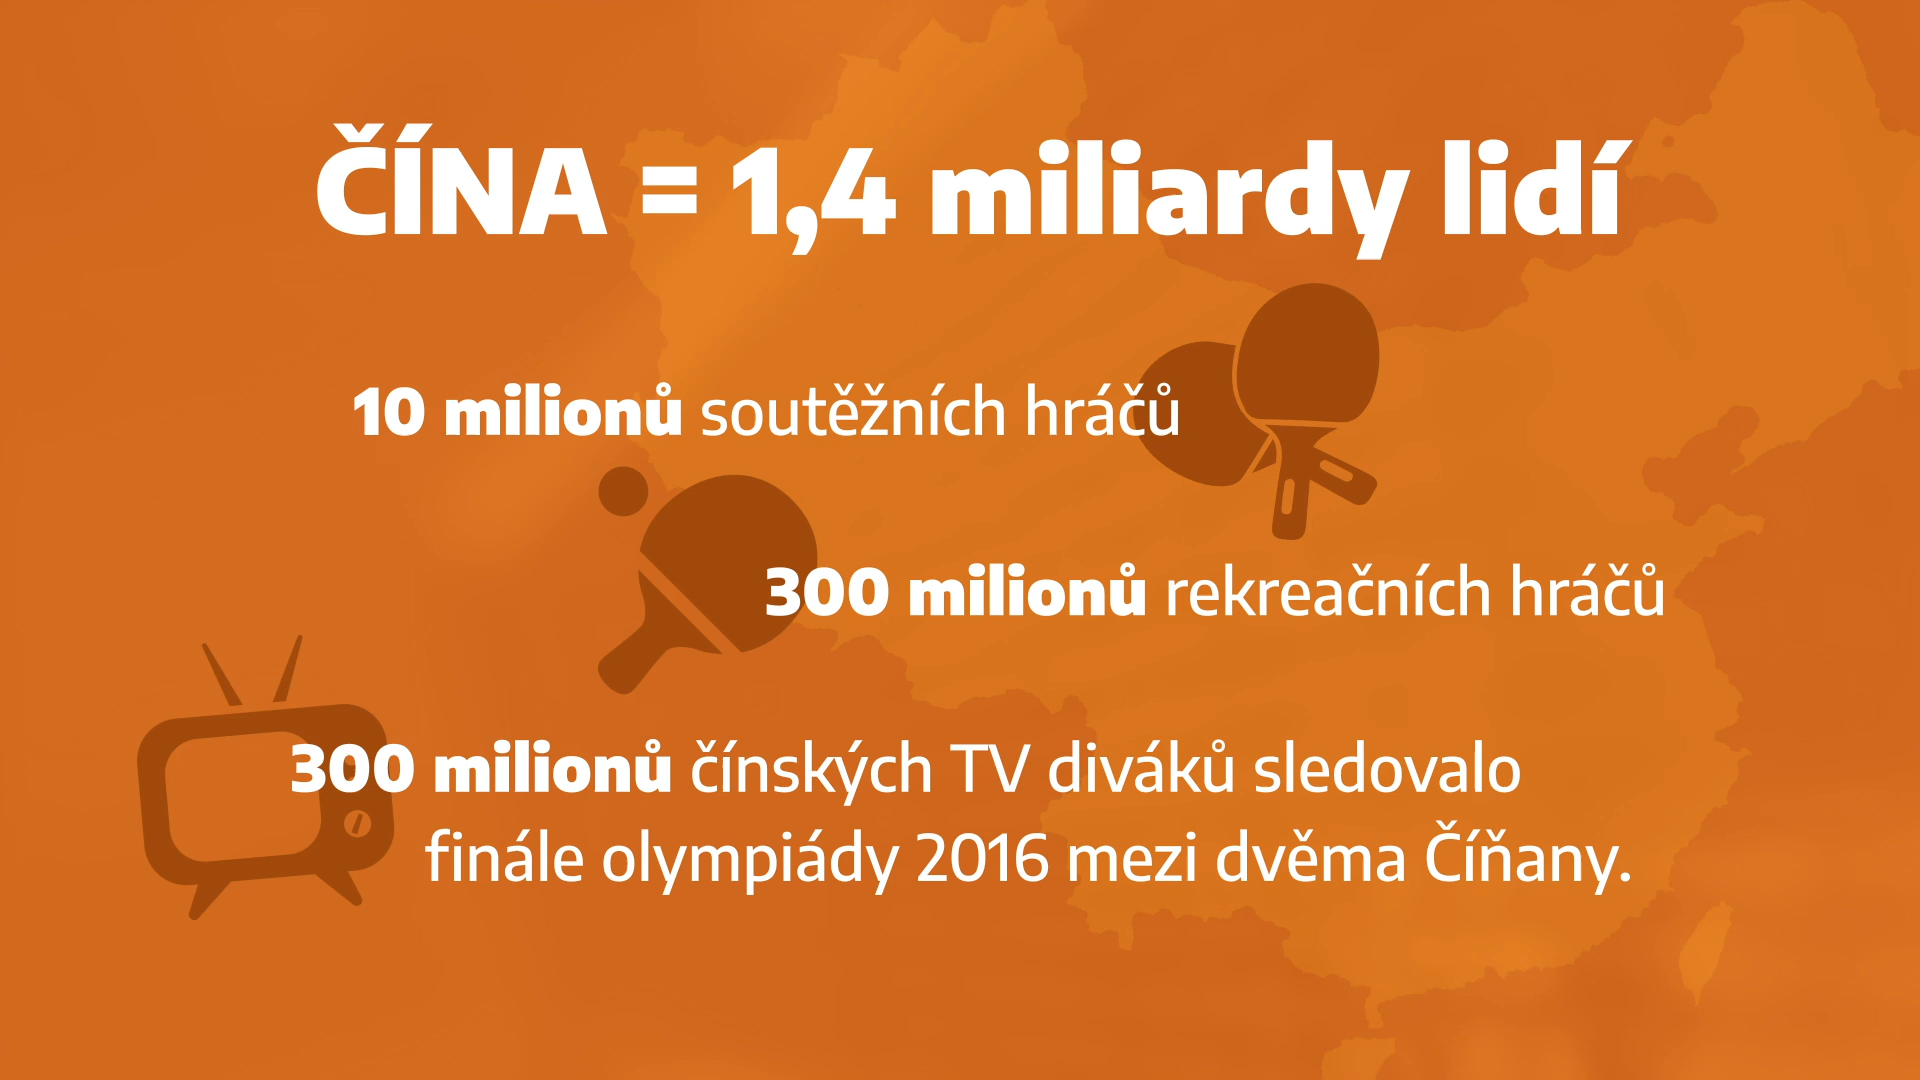 ČÍNA = 1,4 miliardy lidí
10 milionů soutěžních hráčů
300 milionů rekreačních hráčů
300 milionů čínských TV diváků sledovalo
finále olympiády 2016 mezi dvěma Číňany.